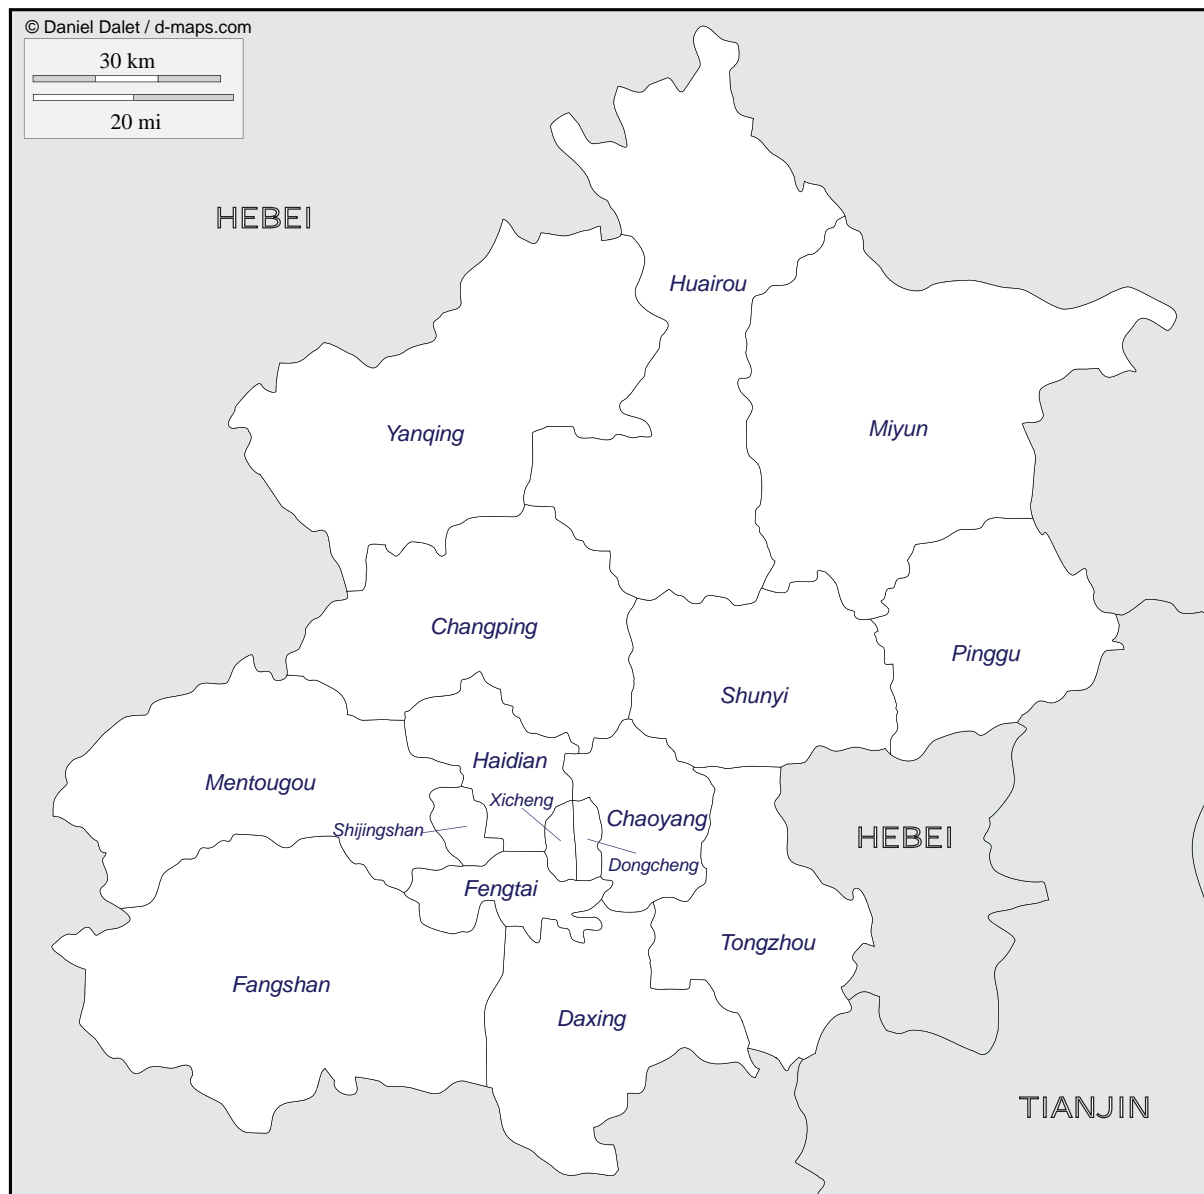 © Daniel Dalet / d-maps.com
30 km
20 mi
HEBEI
Huairou
Yanqing
Miyun
Changping
Pinggu
Shunyi
Haidian
Mentougou
Xicheng
Chaoyang
Shijingshan
HEBEI
Dongcheng
Fengtai
Tongzhou
Fangshan
Daxing
TIANJIN